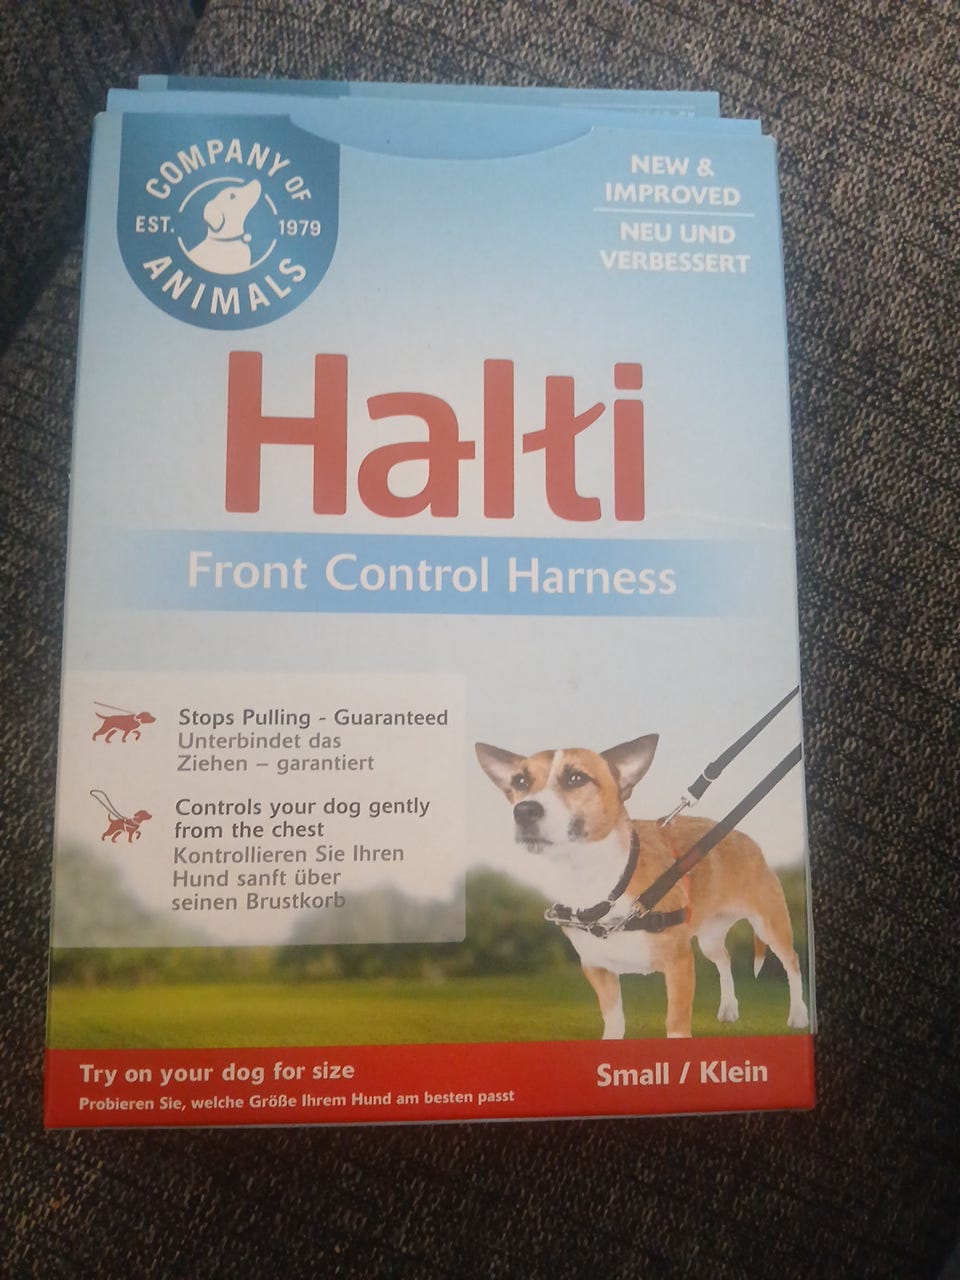 COMPANY OF
EST. 1979
ANIMALS
NEW &
IMPROVED
NEU UND
VERBESSERT
Halti
Front Control Harness
Stops Pulling - Guaranteed
Unterbindet das
Ziehen – garantiert
Controls your dog gently
from the chest
Kontrollieren Sie Ihren
Hund sanft über
seinen Brustkorb
Try on your dog for size
Probieren Sie, welche Größe Ihrem Hund am besten passt
Small / Klein